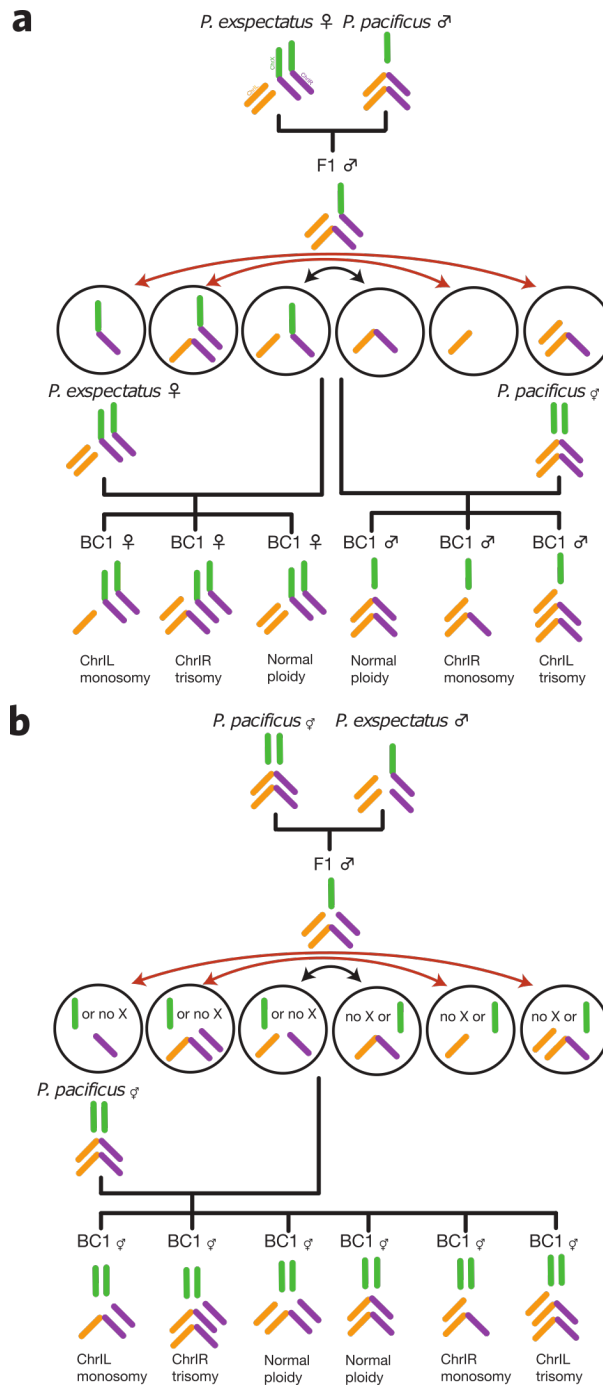 a
P. exspectatus ♀ P. pacificus ♂
ChrX
ChrIR
F1 ♂
P. exspectatus ♀
P. pacificus ⚥
BC1 ♀ BC1 ♀ BC1 ♀ BC1 ♂ BC1 ♂ BC1 ♂
ChrIL ChrIR Normal Normal ChrIR ChrIL
monosomy trisomy ploidy ploidy monosomy trisomy
b
P. pacificus ⚥ P. exspectatus ♂
F1 ♂
or no X or no X or no X no X or no X or no X or
P. pacificus ⚥
BC1 ⚥ BC1 ⚥ BC1 ⚥ BC1 ⚥ BC1 ⚥ BC1 ⚥
ChrIL ChrIR Normal Normal ChrIR ChrIL
monosomy trisomy ploidy ploidy monosomy trisomy